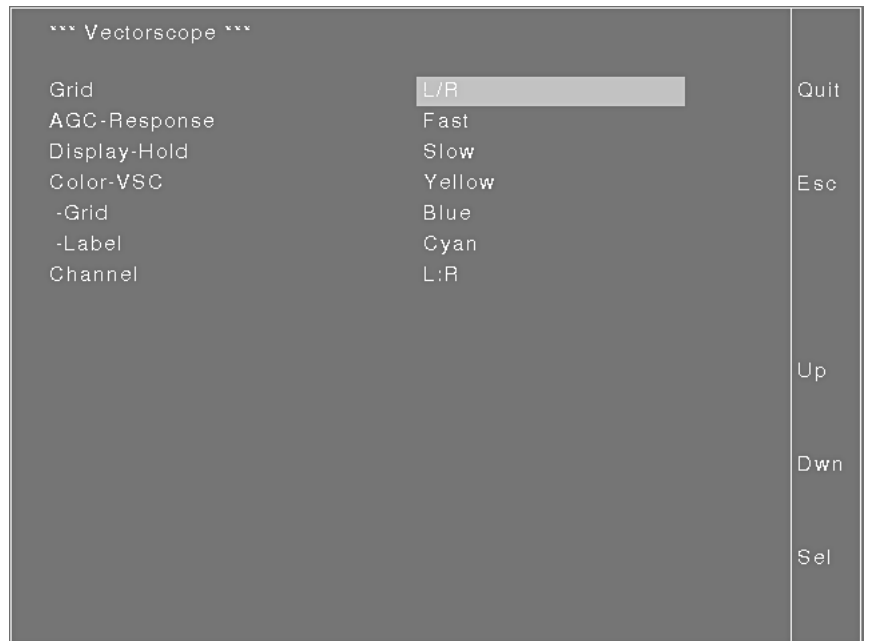 *** Vectorscope ***
Grid L/R
AGC-Response Fast
Display-Hold Slow
Color-VSC Yellow
-Grid Blue
-Label Cyan
Channel L:R
Quit
Esc
Up
Dwn
Sel